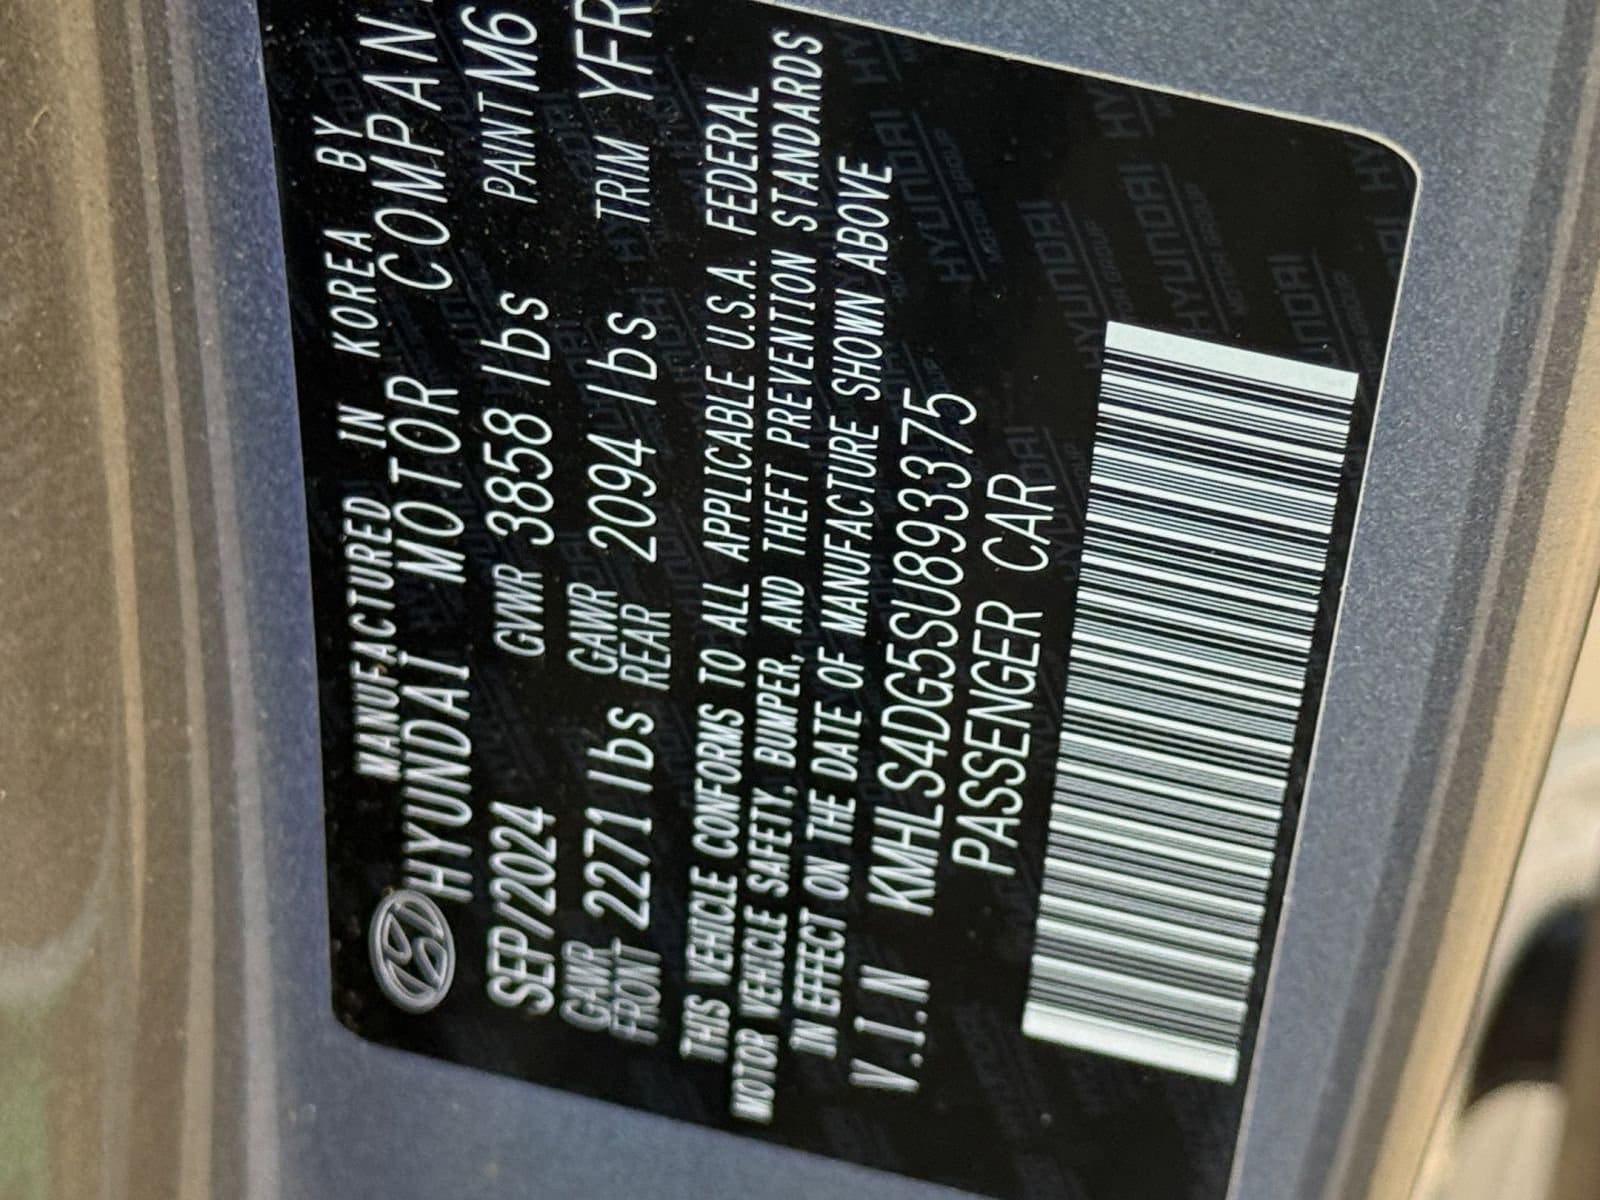 MANUFACTURED IN KOREA BY
HYUNDAI MOTOR COMPAN
SEP/2024 GVWR 3858 lbs PAINT M6
GAWR FRONT 2271 lbs GAWR REAR 2094 lbs TRIM YFR
THIS VEHICLE CONFORMS TO ALL APPLICABLE U.S.A. FEDERAL
MOTOR VEHICLE SAFETY, BUMPER, AND THEFT PREVENTION STANDARDS
IN EFFECT ON THE DATE OF MANUFACTURE SHOWN ABOVE
V.I.N KMHLS4DG5SU893375
PASSENGER CAR